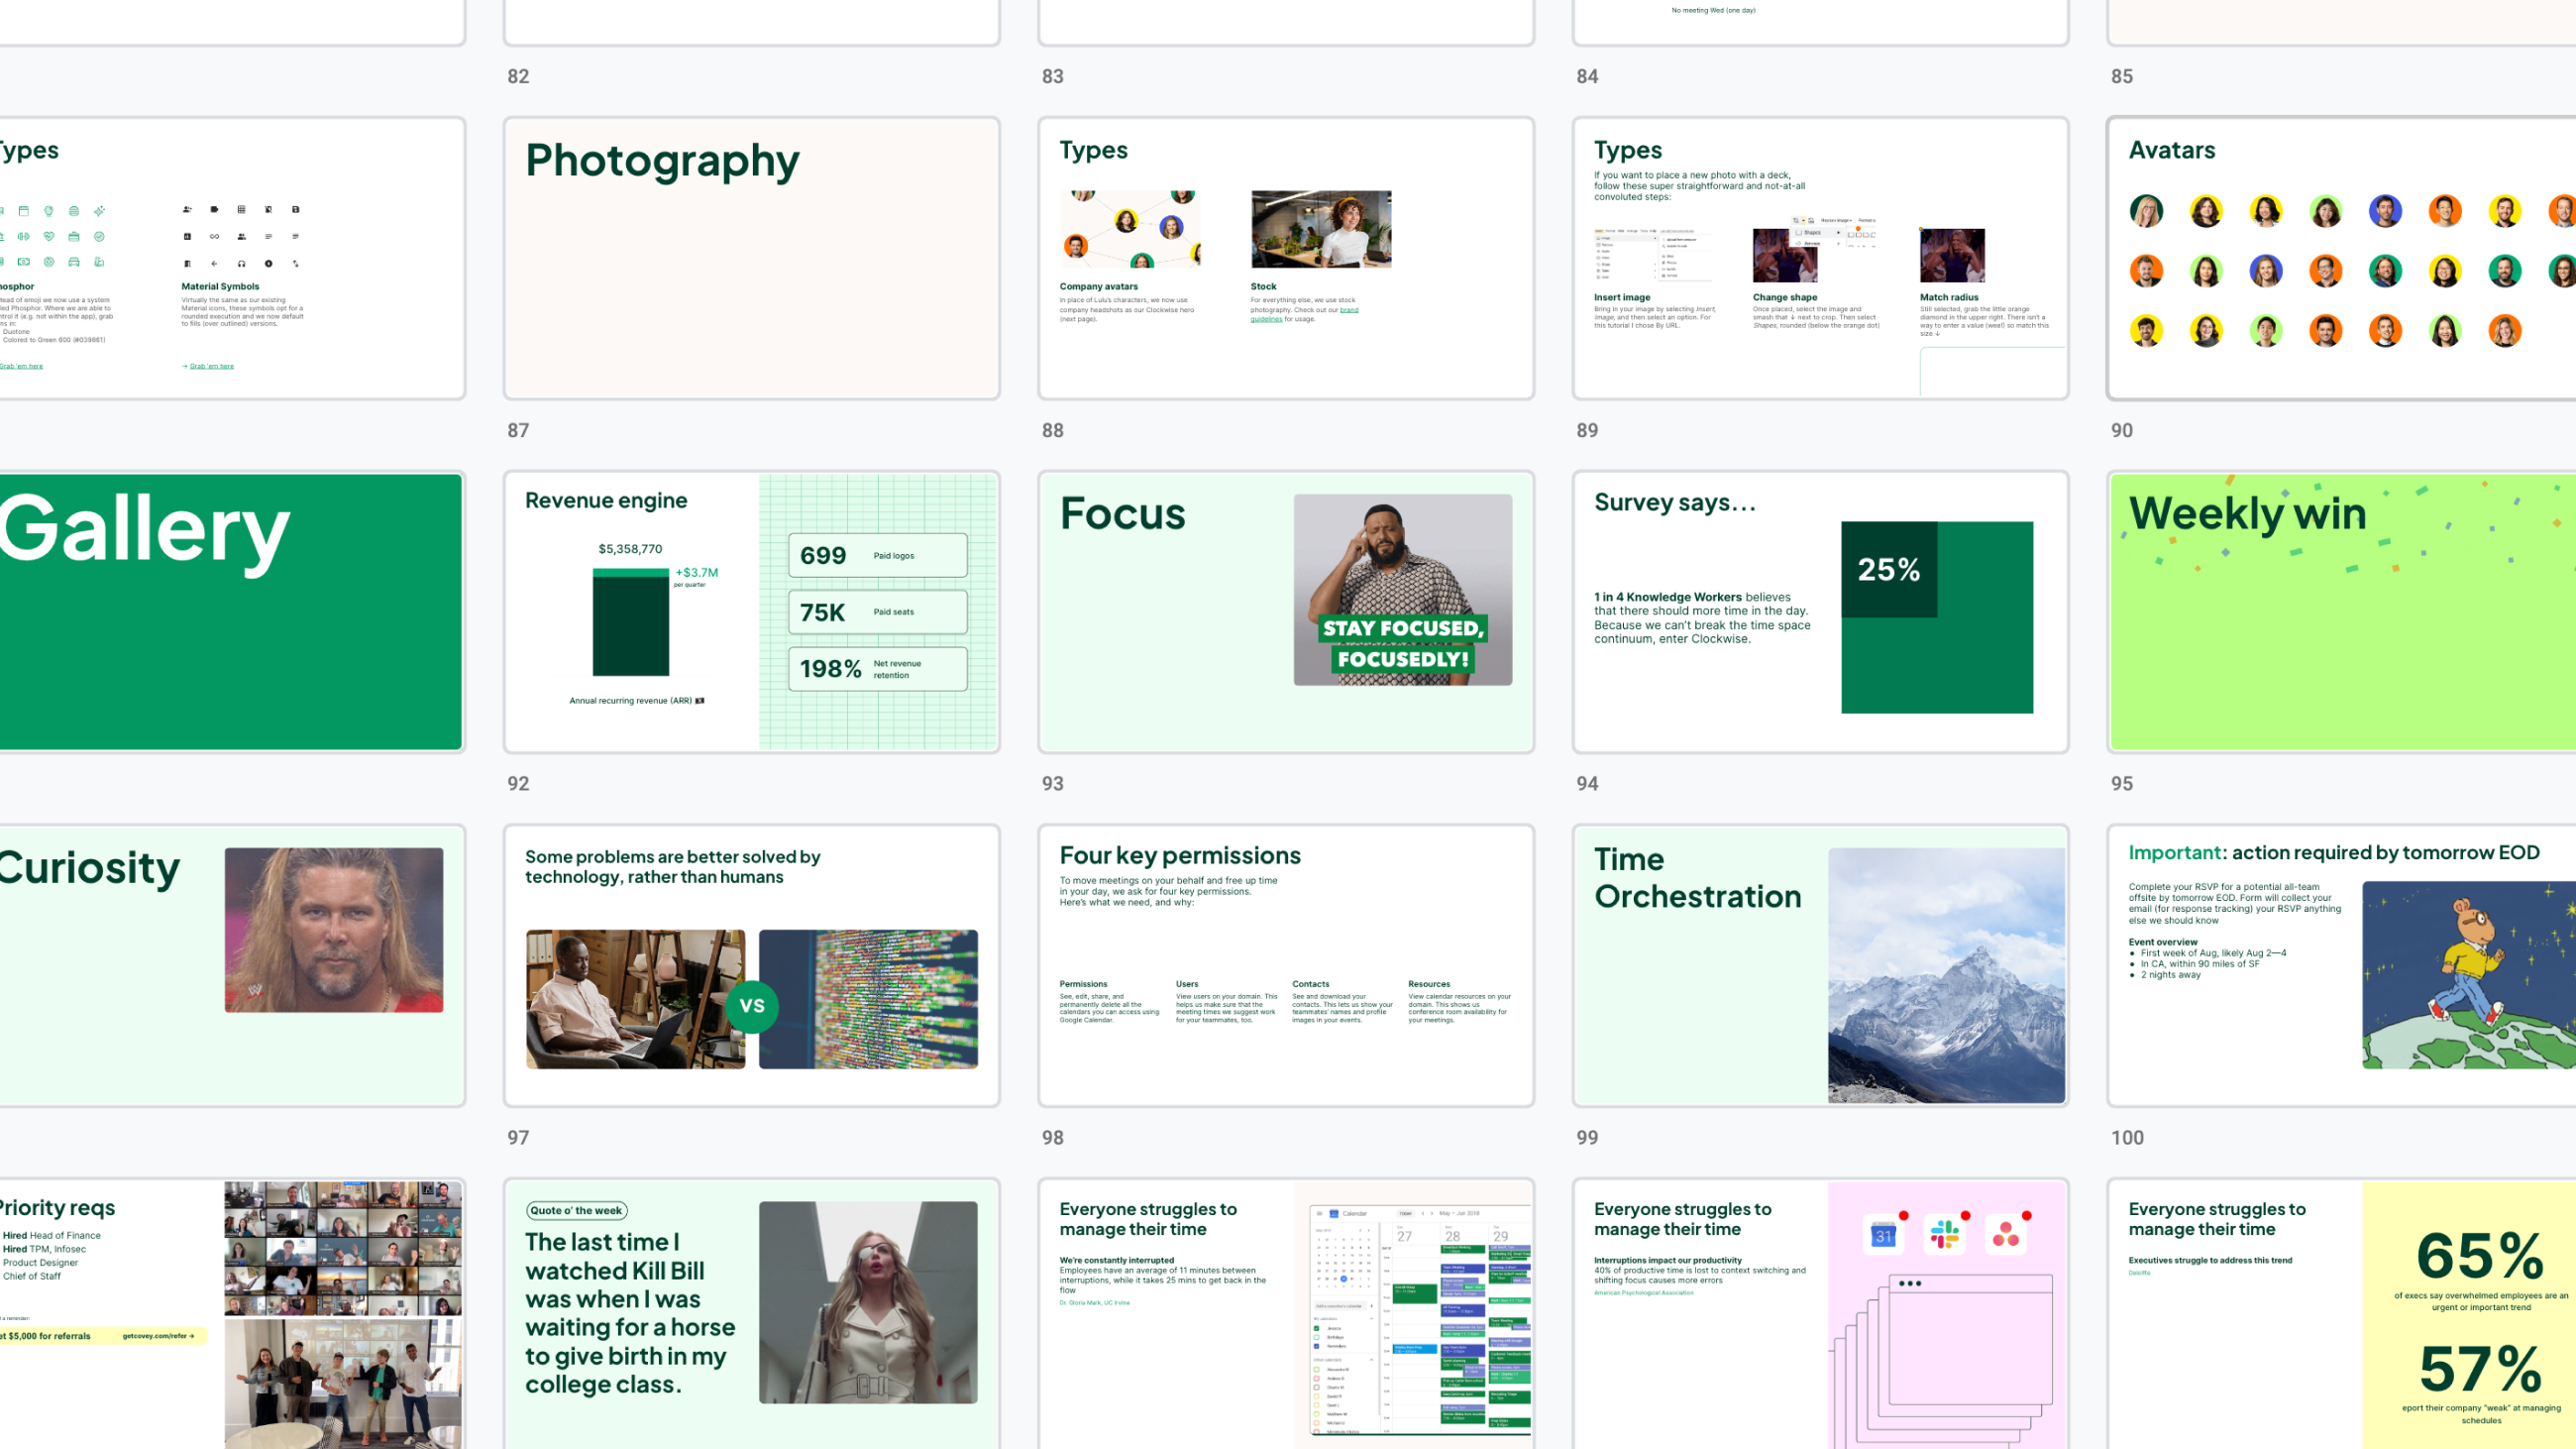 No meeting Wed (one day)
82
83
84
85
Types
Phosphor
Instead of emoji we now use a system
called Phosphor. Where we are able to
control it (e.g. not within the app), grab
Duotone
Colored to Green 600 (#039861)
Grab 'em here
Material Symbols
Virtually the same as our existing
Material icons, these symbols opt for a
rounded execution and we now default
to fills (over outlined) versions.
→ Grab 'em here
Photography
Types
Company avatars
In place of Lulu's characters, we now use
company headshots as our Clockwise hero
(next page).
Stock
For everything else, we use stock
photography. Check out our brand
guidelines for usage.
Types
If you want to place a new photo with a deck,
follow these super straightforward and not-at-all
convoluted steps:
Shapes
Insert image
Bring in your image by selecting Insert,
Image, and then select an option. For
this tutorial I chose By URL.
Change shape
Once placed, select the image and
smash that ↓ next to crop. Then select
Shapes, rounded (below the orange dot)
Match radius
Still selected, grab the little orange
diamond in the upper right. There isn't a
way to enter a value (wee!) so match this
size ↓
Avatars
87
88
89
90
Gallery
Revenue engine
$5,358,770
+$3.7M
per quarter
Annual recurring revenue (ARR)
699 Paid logos
75K Paid seats
198% Net revenue
retention
Focus
STAY FOCUSED,
FOCUSEDLY!
Survey says...
1 in 4 Knowledge Workers believes
that there should more time in the day.
Because we can't break the time space
continuum, enter Clockwise.
25%
Weekly win
92
93
94
95
Curiosity
Some problems are better solved by
technology, rather than humans
VS
Four key permissions
To move meetings on your behalf and free up time
in your day, we ask for four key permissions.
Here's what we need, and why:
Permissions
See, edit, share, and
permanently delete all the
calendars you can access using
Google Calendar.
Users
View users on your domain. This
helps us make sure that the
meeting times we suggest work
for your teammates, too.
Contacts
See and download your
contacts. This lets us show your
teammates' names and profile
images in your events.
Resources
View calendar resources on your
domain. This shows us
conference room availability for
your meetings.
Time
Orchestration
Important: action required by tomorrow EOD
Complete your RSVP for a potential all-team
offsite by tomorrow EOD. Form will collect your
email (for response tracking) your RSVP anything
else we should know
Event overview
• First week of Aug, likely Aug 2—4
• In CA, within 90 miles of SF
• 2 nights away
97
98
99
100
Priority reqs
Hired Head of Finance
Hired TPM, Infosec
Product Designer
Chief of Staff
a reminder:
$5,000 for referrals
getcovey.com/refer →
Quote o' the week
The last time I
watched Kill Bill
was when I was
waiting for a horse
to give birth in my
college class.
Everyone struggles to
manage their time
We're constantly interrupted
Employees have an average of 11 minutes between
interruptions, while it takes 25 mins to get back in the
flow
Dr. Gloria Mark, UC Irvine
Calendar
TODAY
May – Jun 2018
27
28
29
Everyone struggles to
manage their time
Interruptions impact our productivity
40% of productive time is lost to context switching and
shifting focus causes more errors
American Psychological Association
31
Everyone struggles to
manage their time
Executives struggle to address this trend
Deloitte
65%
of execs say overwhelmed employees are an
urgent or important trend
57%
eport their company "weak" at managing
schedules